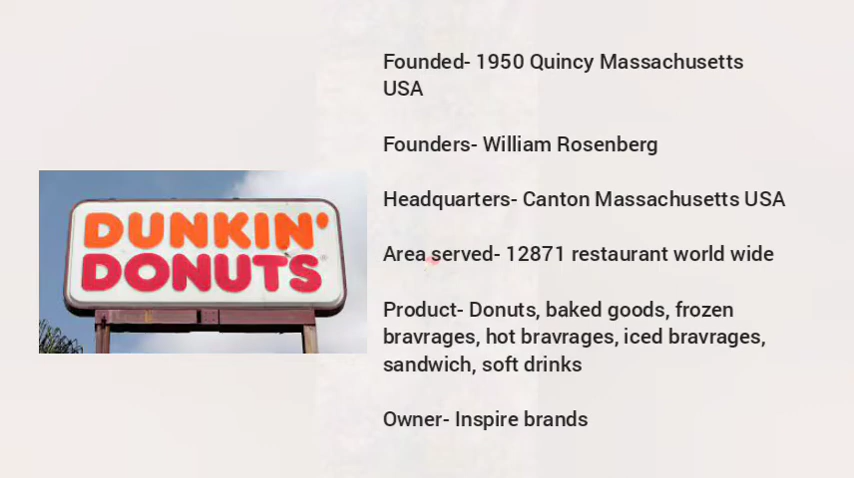 DUNKIN'
DONUTS
Founded- 1950 Quincy Massachusetts
USA
Founders- William Rosenberg
Headquarters- Canton Massachusetts USA
Area served- 12871 restaurant world wide
Product- Donuts, baked goods, frozen
bravrages, hot bravrages, iced bravrages,
sandwich, soft drinks
Owner- Inspire brands